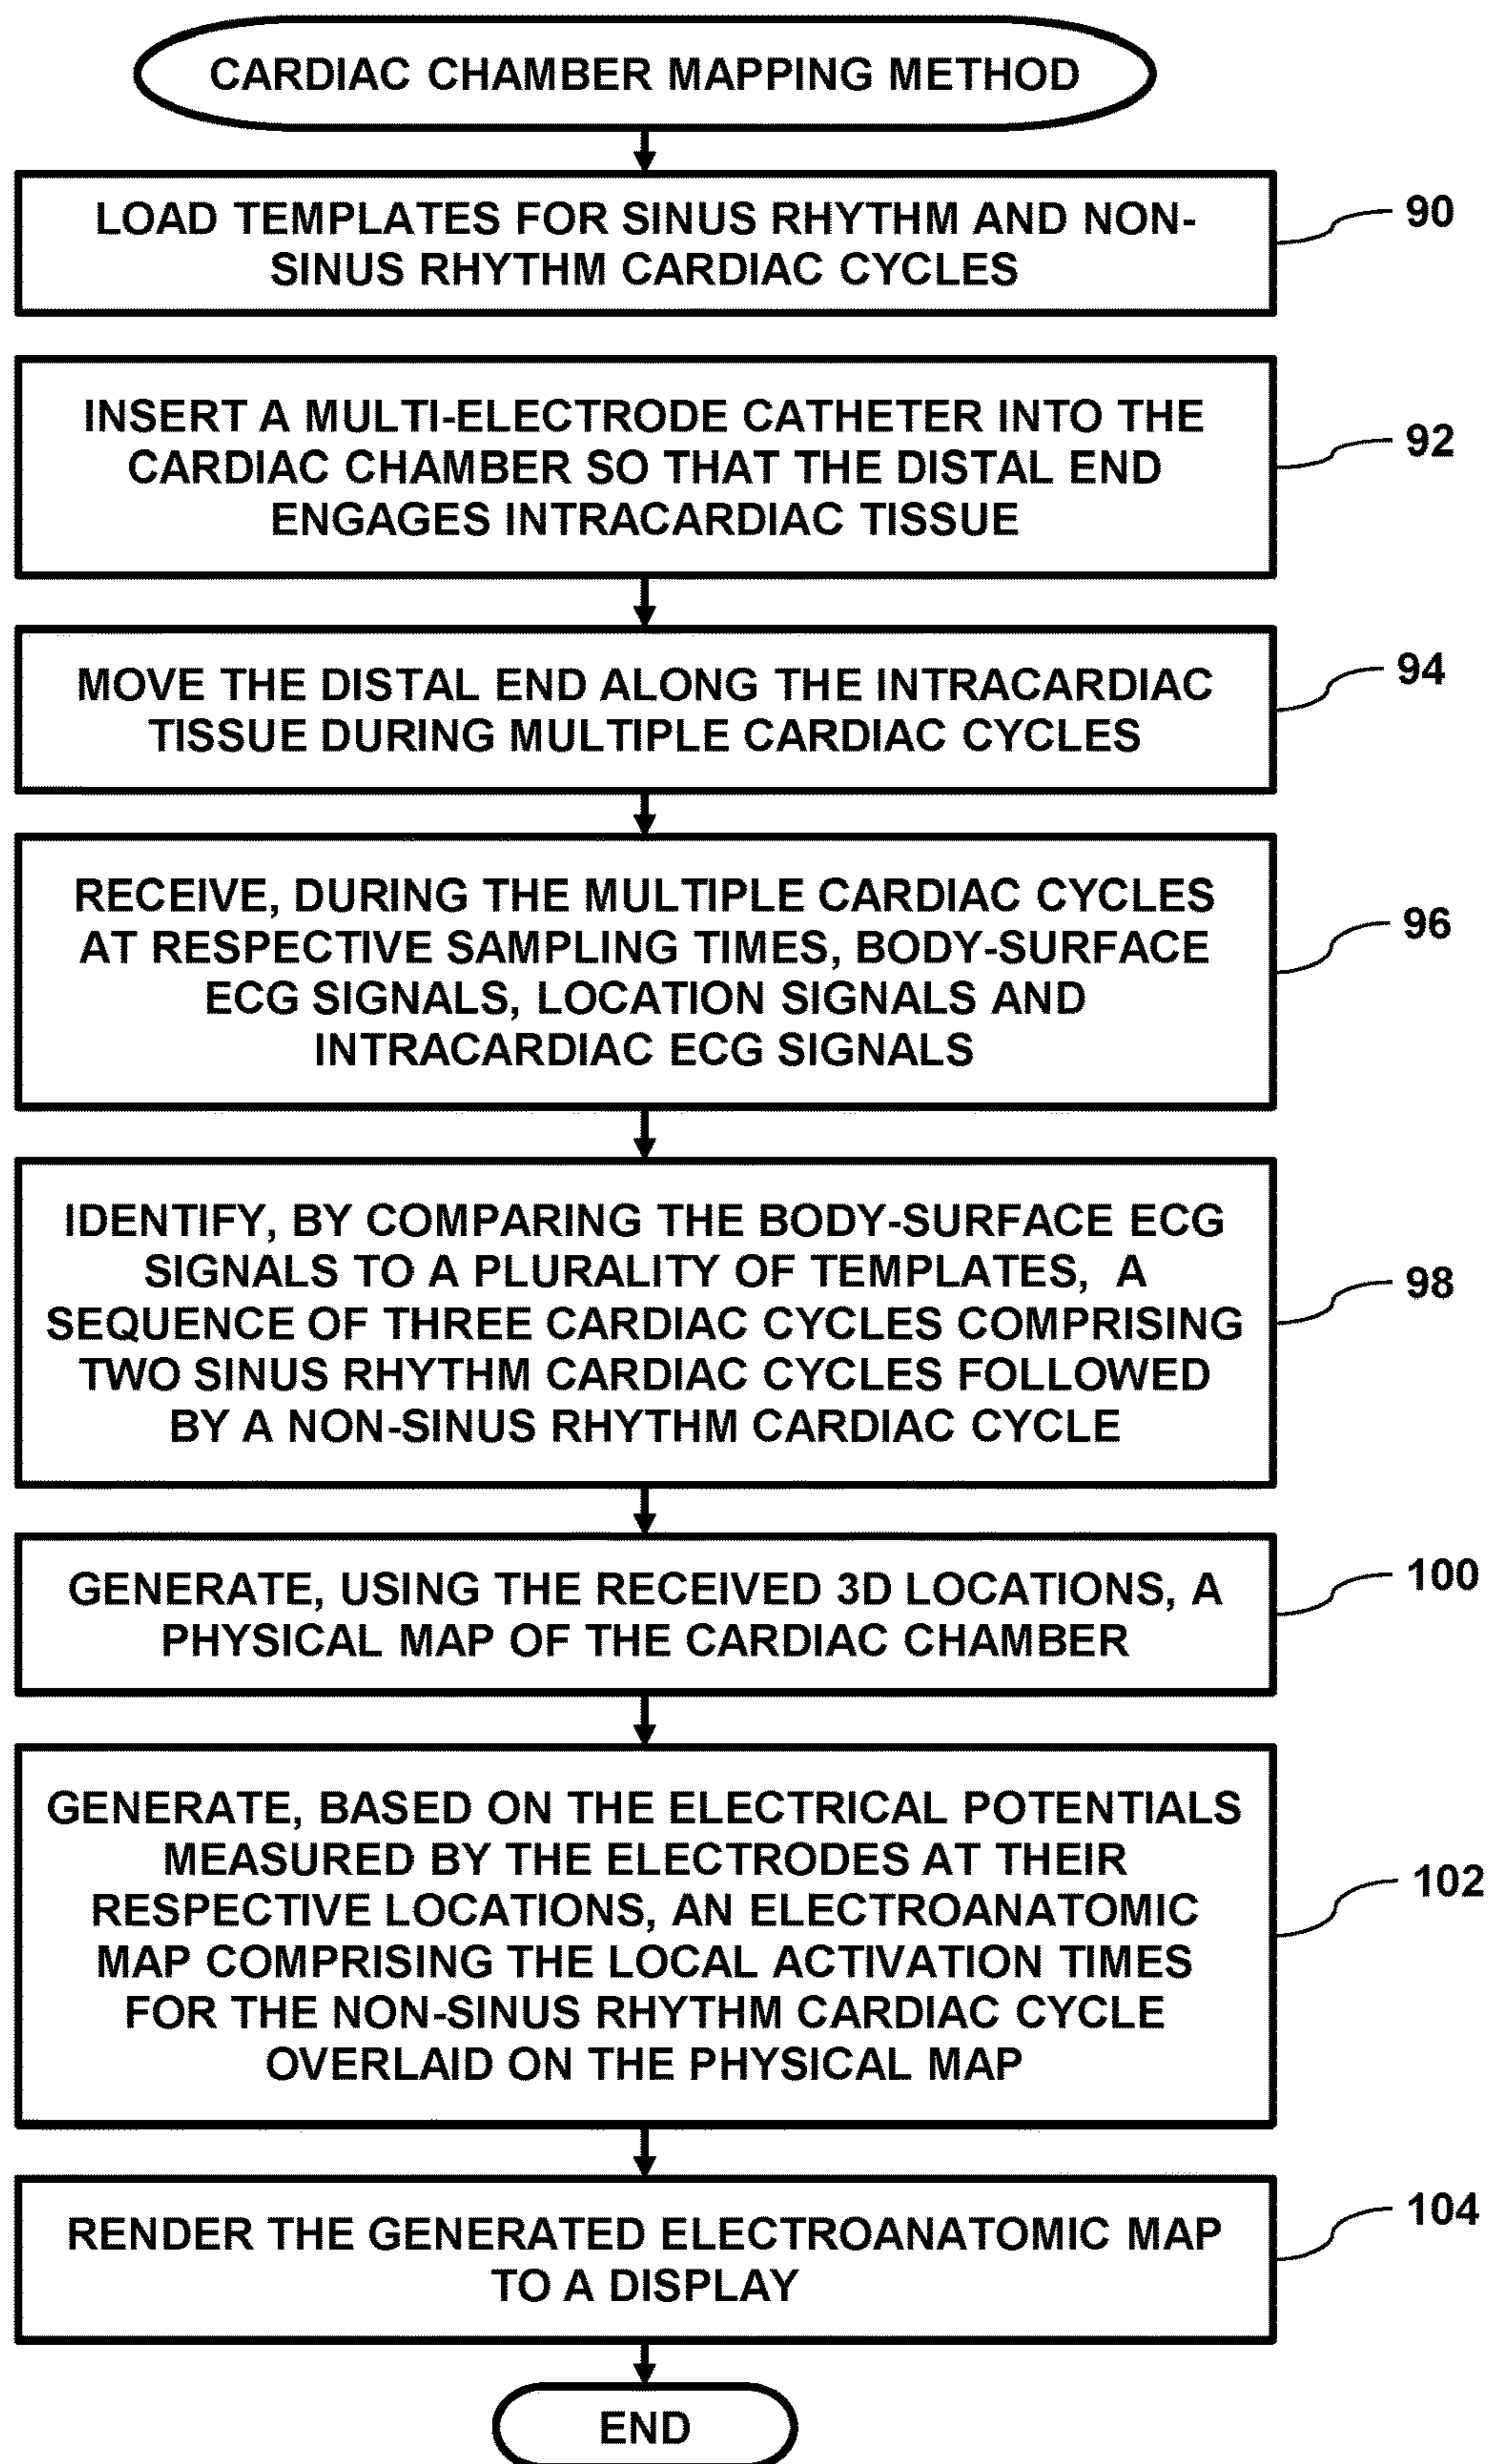 CARDIAC CHAMBER MAPPING METHOD
LOAD TEMPLATES FOR SINUS RHYTHM AND NON-
SINUS RHYTHM CARDIAC CYCLES
90
INSERT A MULTI-ELECTRODE CATHETER INTO THE
CARDIAC CHAMBER SO THAT THE DISTAL END
ENGAGES INTRACARDIAC TISSUE
92
MOVE THE DISTAL END ALONG THE INTRACARDIAC
TISSUE DURING MULTIPLE CARDIAC CYCLES
94
RECEIVE, DURING THE MULTIPLE CARDIAC CYCLES
AT RESPECTIVE SAMPLING TIMES, BODY-SURFACE
ECG SIGNALS, LOCATION SIGNALS AND
INTRACARDIAC ECG SIGNALS
96
IDENTIFY, BY COMPARING THE BODY-SURFACE ECG
SIGNALS TO A PLURALITY OF TEMPLATES, A
SEQUENCE OF THREE CARDIAC CYCLES COMPRISING
TWO SINUS RHYTHM CARDIAC CYCLES FOLLOWED
BY A NON-SINUS RHYTHM CARDIAC CYCLE
98
GENERATE, USING THE RECEIVED 3D LOCATIONS, A
PHYSICAL MAP OF THE CARDIAC CHAMBER
100
GENERATE, BASED ON THE ELECTRICAL POTENTIALS
MEASURED BY THE ELECTRODES AT THEIR
RESPECTIVE LOCATIONS, AN ELECTROANATOMIC
MAP COMPRISING THE LOCAL ACTIVATION TIMES
FOR THE NON-SINUS RHYTHM CARDIAC CYCLE
OVERLAID ON THE PHYSICAL MAP
102
RENDER THE GENERATED ELECTROANATOMIC MAP
TO A DISPLAY
104
END